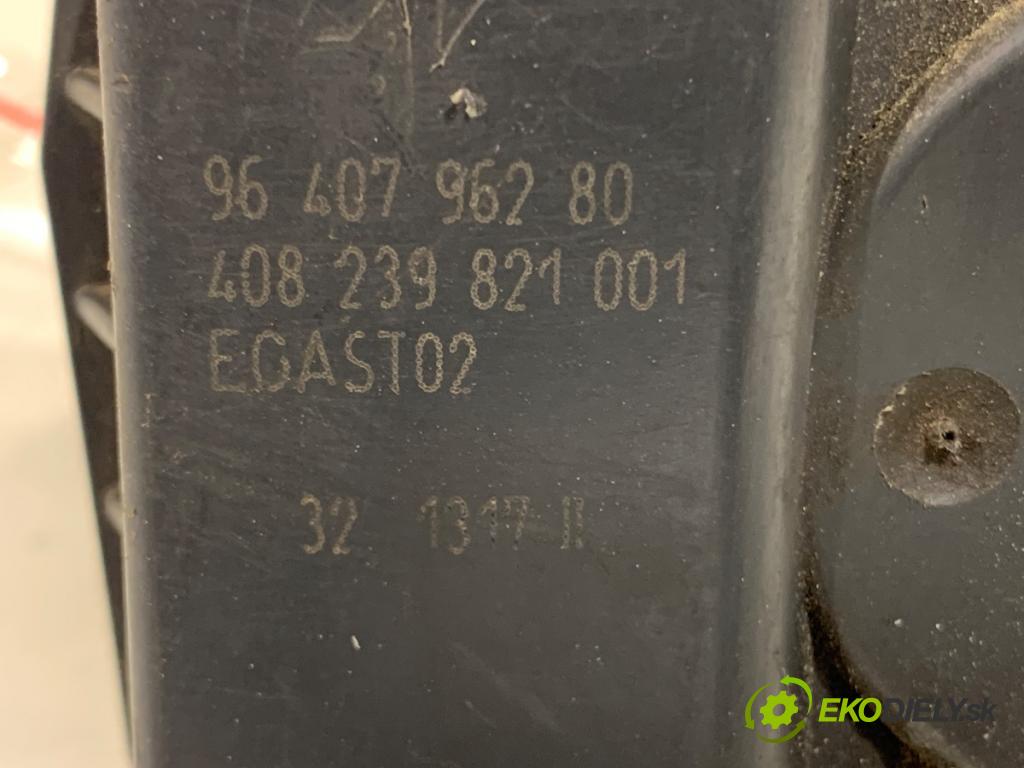 96 407 962 80
408 239 821 001
EGAST02
32 1317 II
EKODIELY.sk